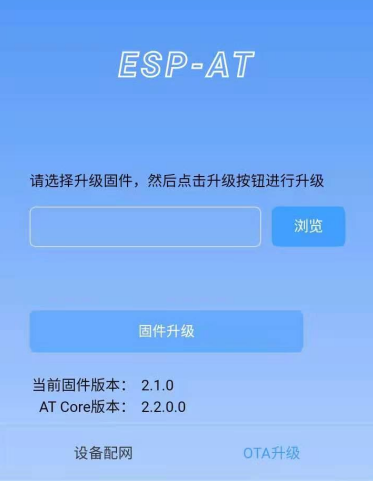 ESP-AT
请选择升级固件，然后点击升级按钮进行升级
浏览
固件升级
当前固件版本： 2.1.0
AT Core版本： 2.2.0.0
设备配网 OTA升级